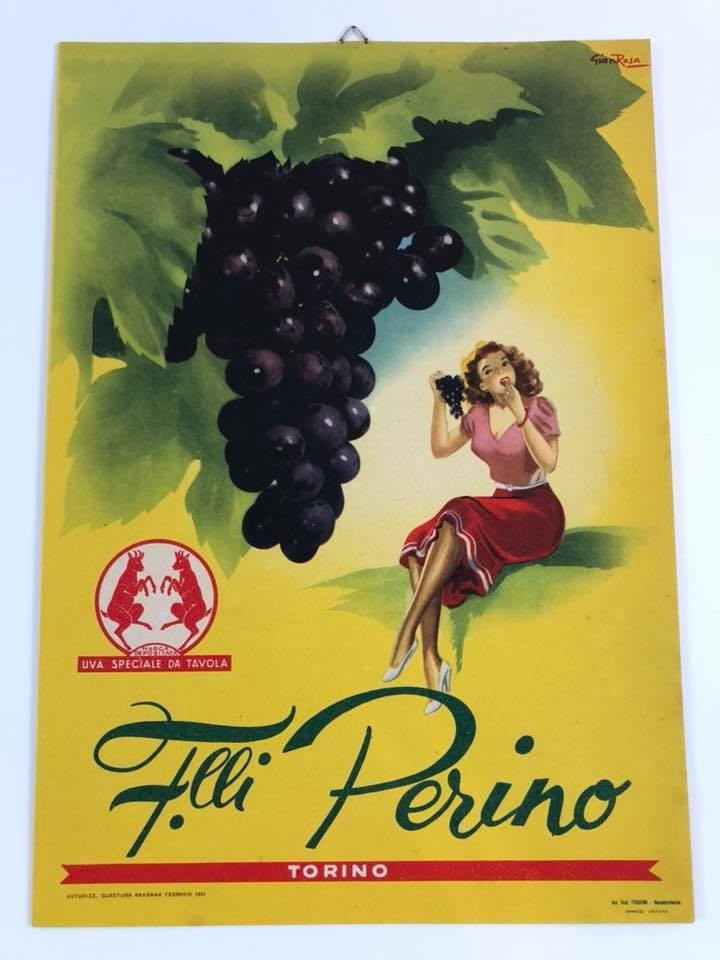 GianRosa
MARCA
DEPOSITATA
UVA SPECIALE DA TAVOLA
F.lli Perino
TORINO
AUTORIZZ. QUESTURA RAVENNA FEBBRAIO 1951